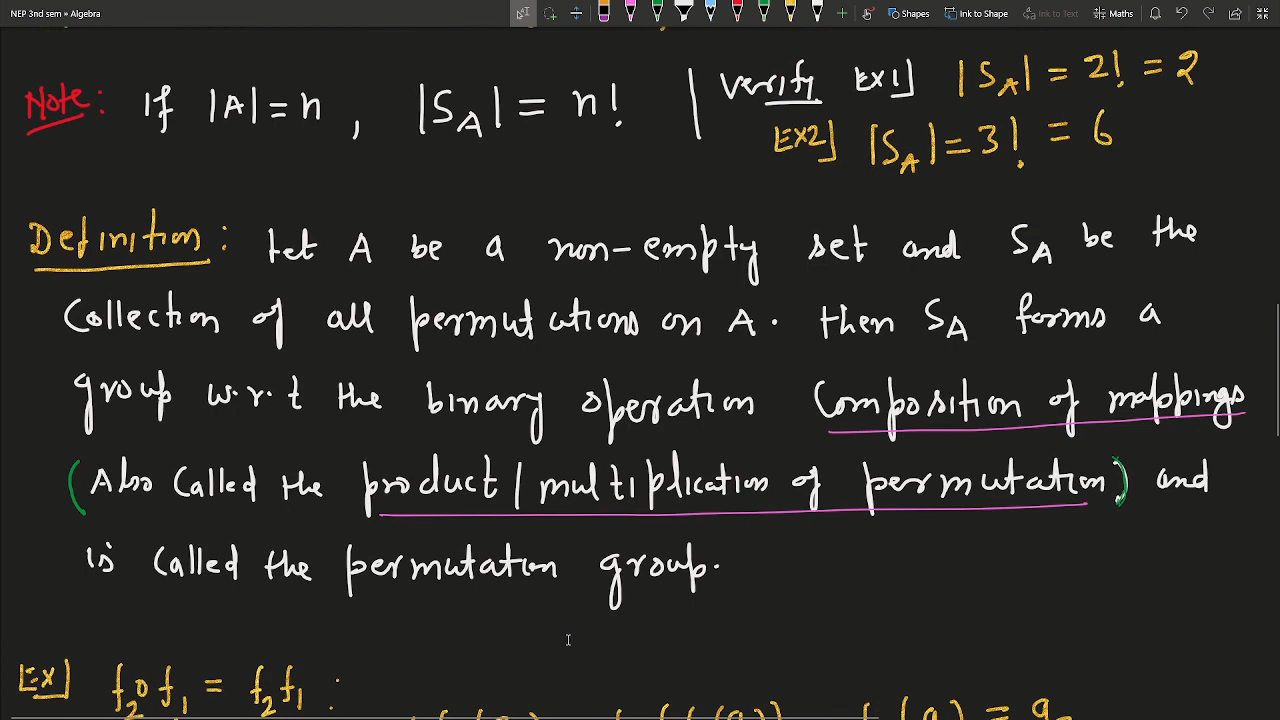 NEP 3rd sem » Algebra
Shapes Ink to Shape Ink to Text Maths
Note: If |A| = n , |S_A| = n! | Verify EX1] |S_A| = 2! = 2
EX2] |S_A| = 3! = 6
Definition: Let A be a non-empty set and S_A be the
Collection of all permutations on A. then S_A forms a
group w.r.t the binary operation Composition of mappings
(Also Called the product/multiplication of permutation) and
is Called the permutation group.
EX] f_2 o f_1 = f_2 f_1 :